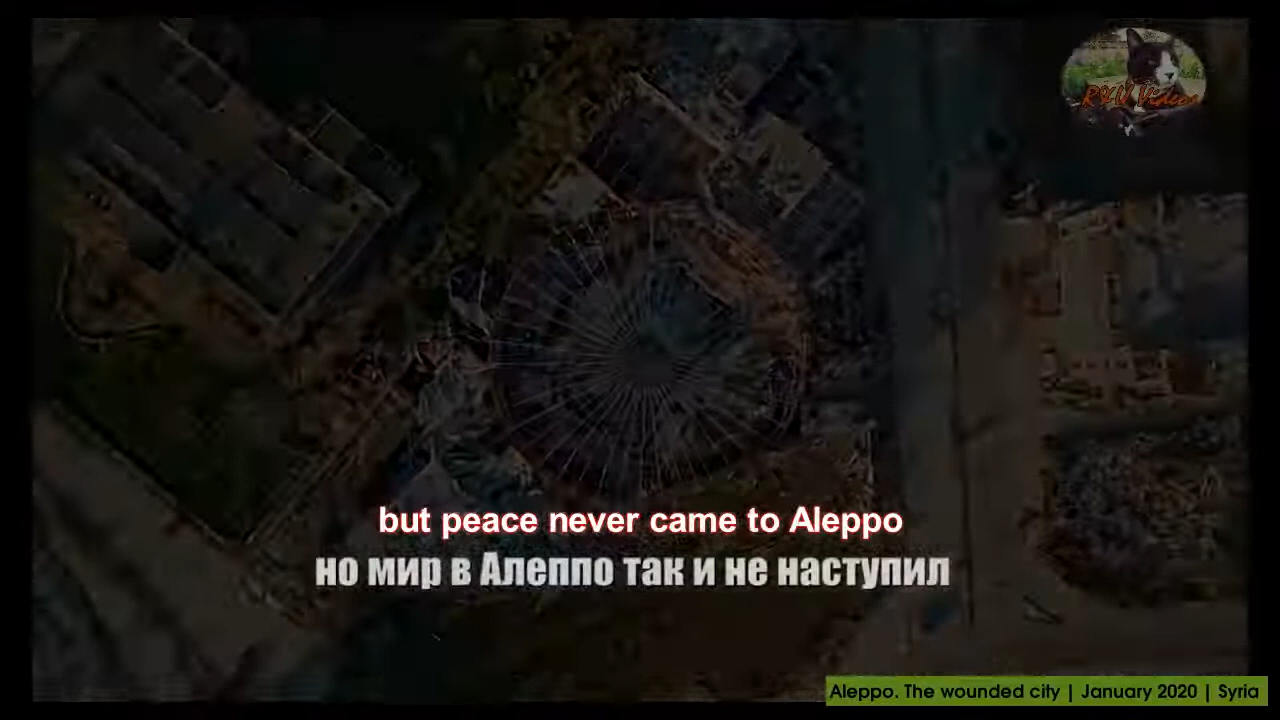 R&U Videos
but peace never came to Aleppo
но мир в Алеппо так и не наступил
Aleppo. The wounded city | January 2020 | Syria